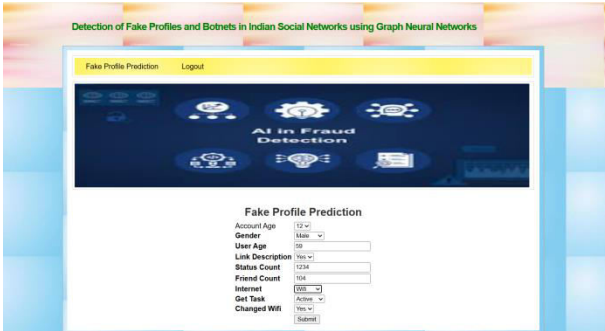 Detection of Fake Profiles and Botnets in Indian Social Networks using Graph Neural Networks
Fake Profile Prediction Logout
AI in Fraud
Detection
Fake Profile Prediction
Account Age 12
Gender Male
User Age 50
Link Description Yes
Status Count 1234
Friend Count 104
Internet Wifi
Get Task Active
Changed Wifi Yes
Submit